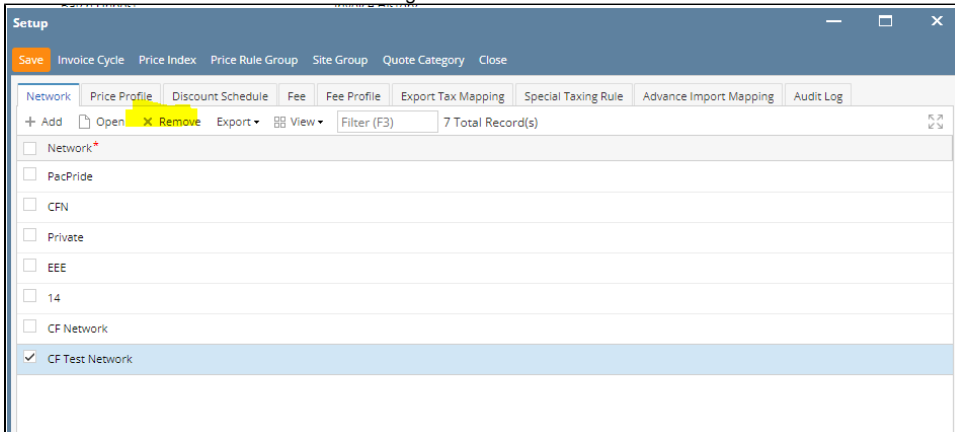 Setup
Save Invoice Cycle Price Index Price Rule Group Site Group Quote Category Close
Network Price Profile Discount Schedule Fee Fee Profile Export Tax Mapping Special Taxing Rule Advance Import Mapping Audit Log
+ Add Open X Remove Export View Filter (F3) 7 Total Record(s)
Network*
PacPride
CFN
Private
EEE
14
CF Network
CF Test Network